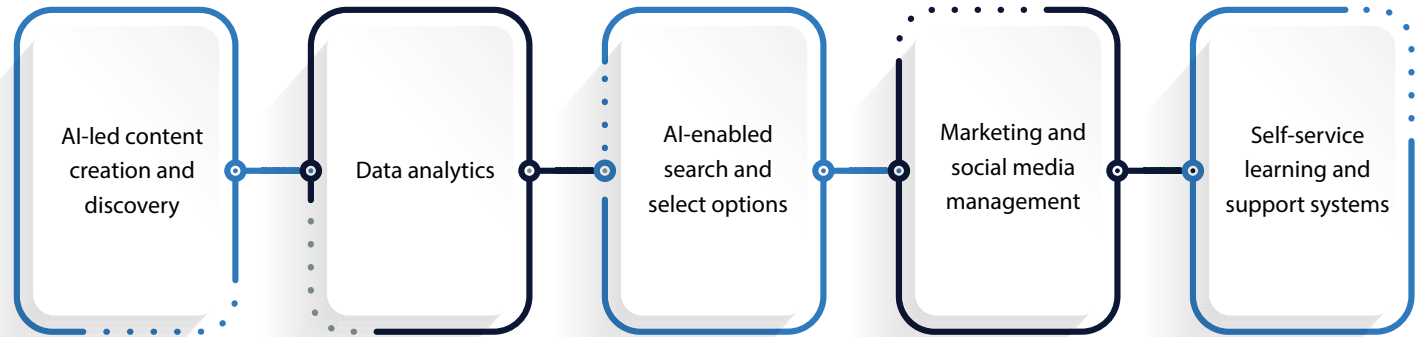 AI-led content
creation and
discovery
Data analytics
AI-enabled
search and
select options
Marketing and
social media
management
Self-service
learning and
support systems